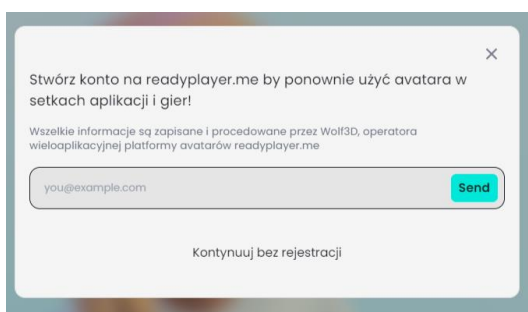 Stwórz konto na readyplayer.me by ponownie użyć avatara w
setkach aplikacji i gier!
Wszelkie informacje są zapisane i procedowane przez Wolf3D, operatora
wieloaplikacyjnej platformy avatarów readyplayer.me
you@example.com
Send
Kontynuuj bez rejestracji